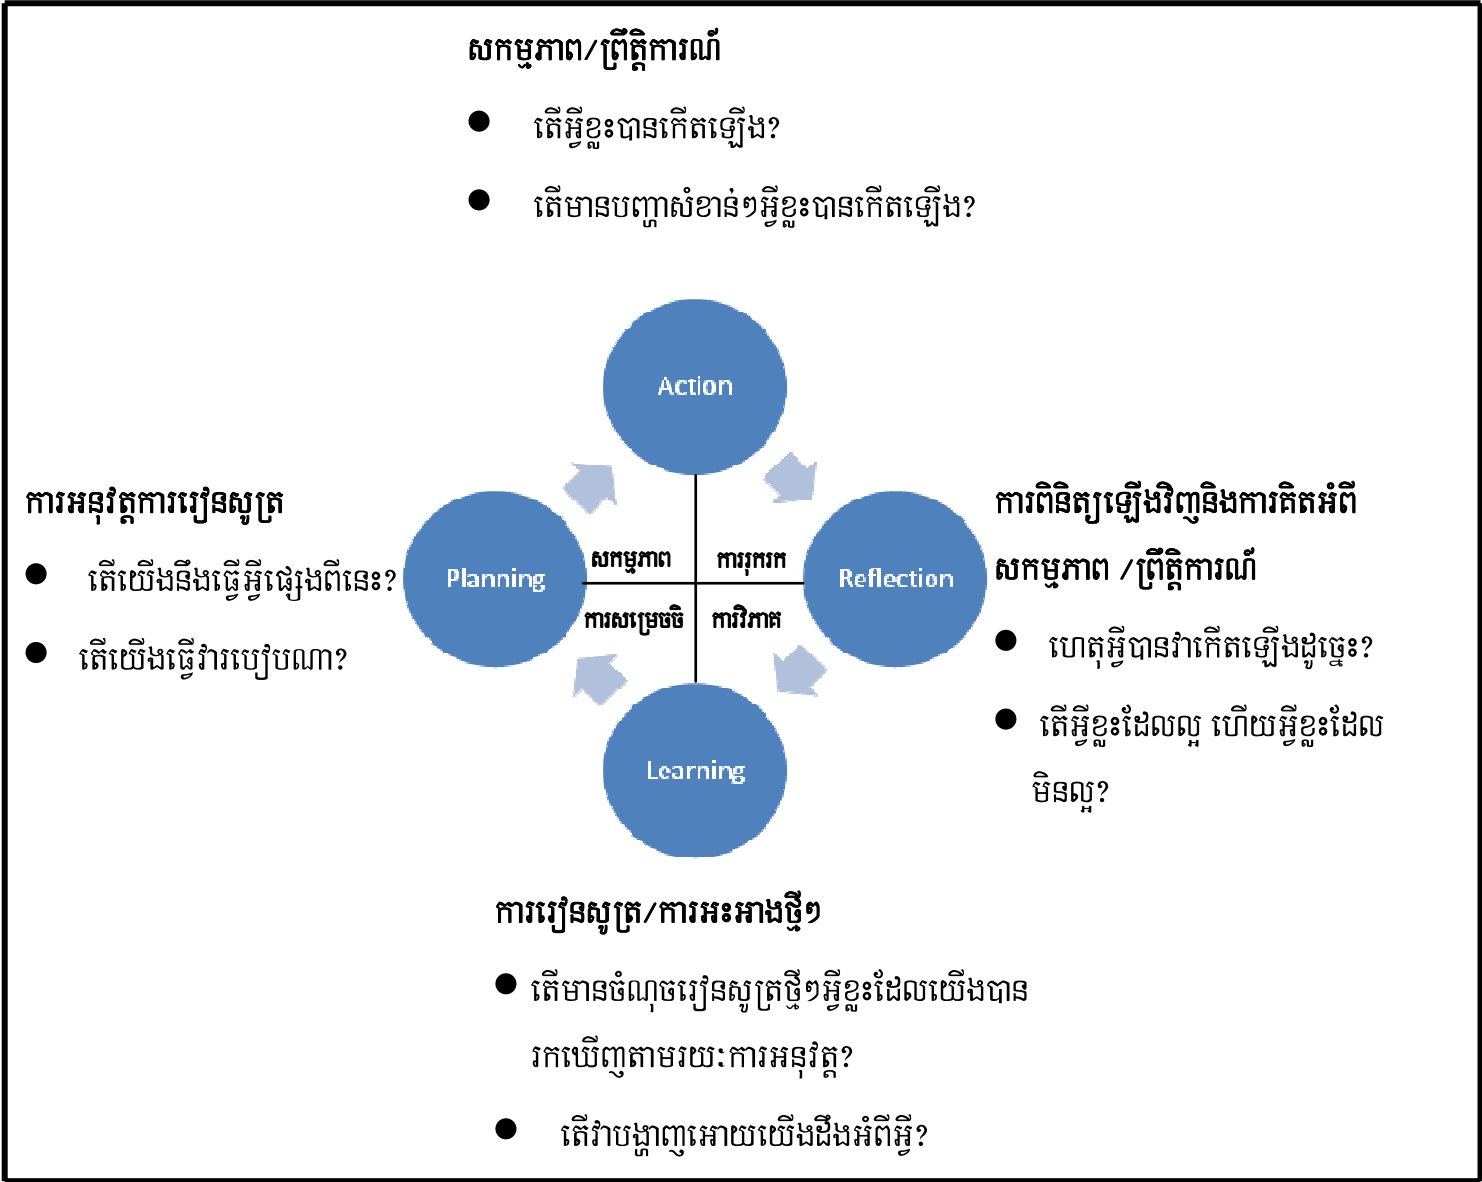 សកម្មភាព/ព្រឹត្តិការណ៍
● តើអ្វីខ្លះបានកើតឡើង?
● តើមានបញ្ហាសំខាន់ៗអ្វីខ្លះបានកើតឡើង?
Action
ការអនុវត្តការរៀនសូត្រ
● តើយើងនឹងធ្វើអ្វីផ្សេងពីនេះ?
● តើយើងធ្វើវារបៀបណា?
Planning
សកម្មភាព
ការរុករក
ការសម្រេចចិ
ការវិភាគ
Reflection
ការពិនិត្យឡើងវិញនិងការគិតអំពី
សកម្មភាព /ព្រឹត្តិការណ៍
● ហេតុអ្វីបានវាកើតឡើងដូច្នេះ?
● តើអ្វីខ្លះដែលល្អ ហើយអ្វីខ្លះដែល
មិនល្អ?
Learning
ការរៀនសូត្រ/ការអះអាងថ្មីៗ
● តើមានចំណុចរៀនសូត្រថ្មីៗអ្វីខ្លះដែលយើងបាន
រកឃើញតាមរយៈការអនុវត្ត?
● តើវាបង្ហាញអោយយើងដឹងអំពីអ្វី?